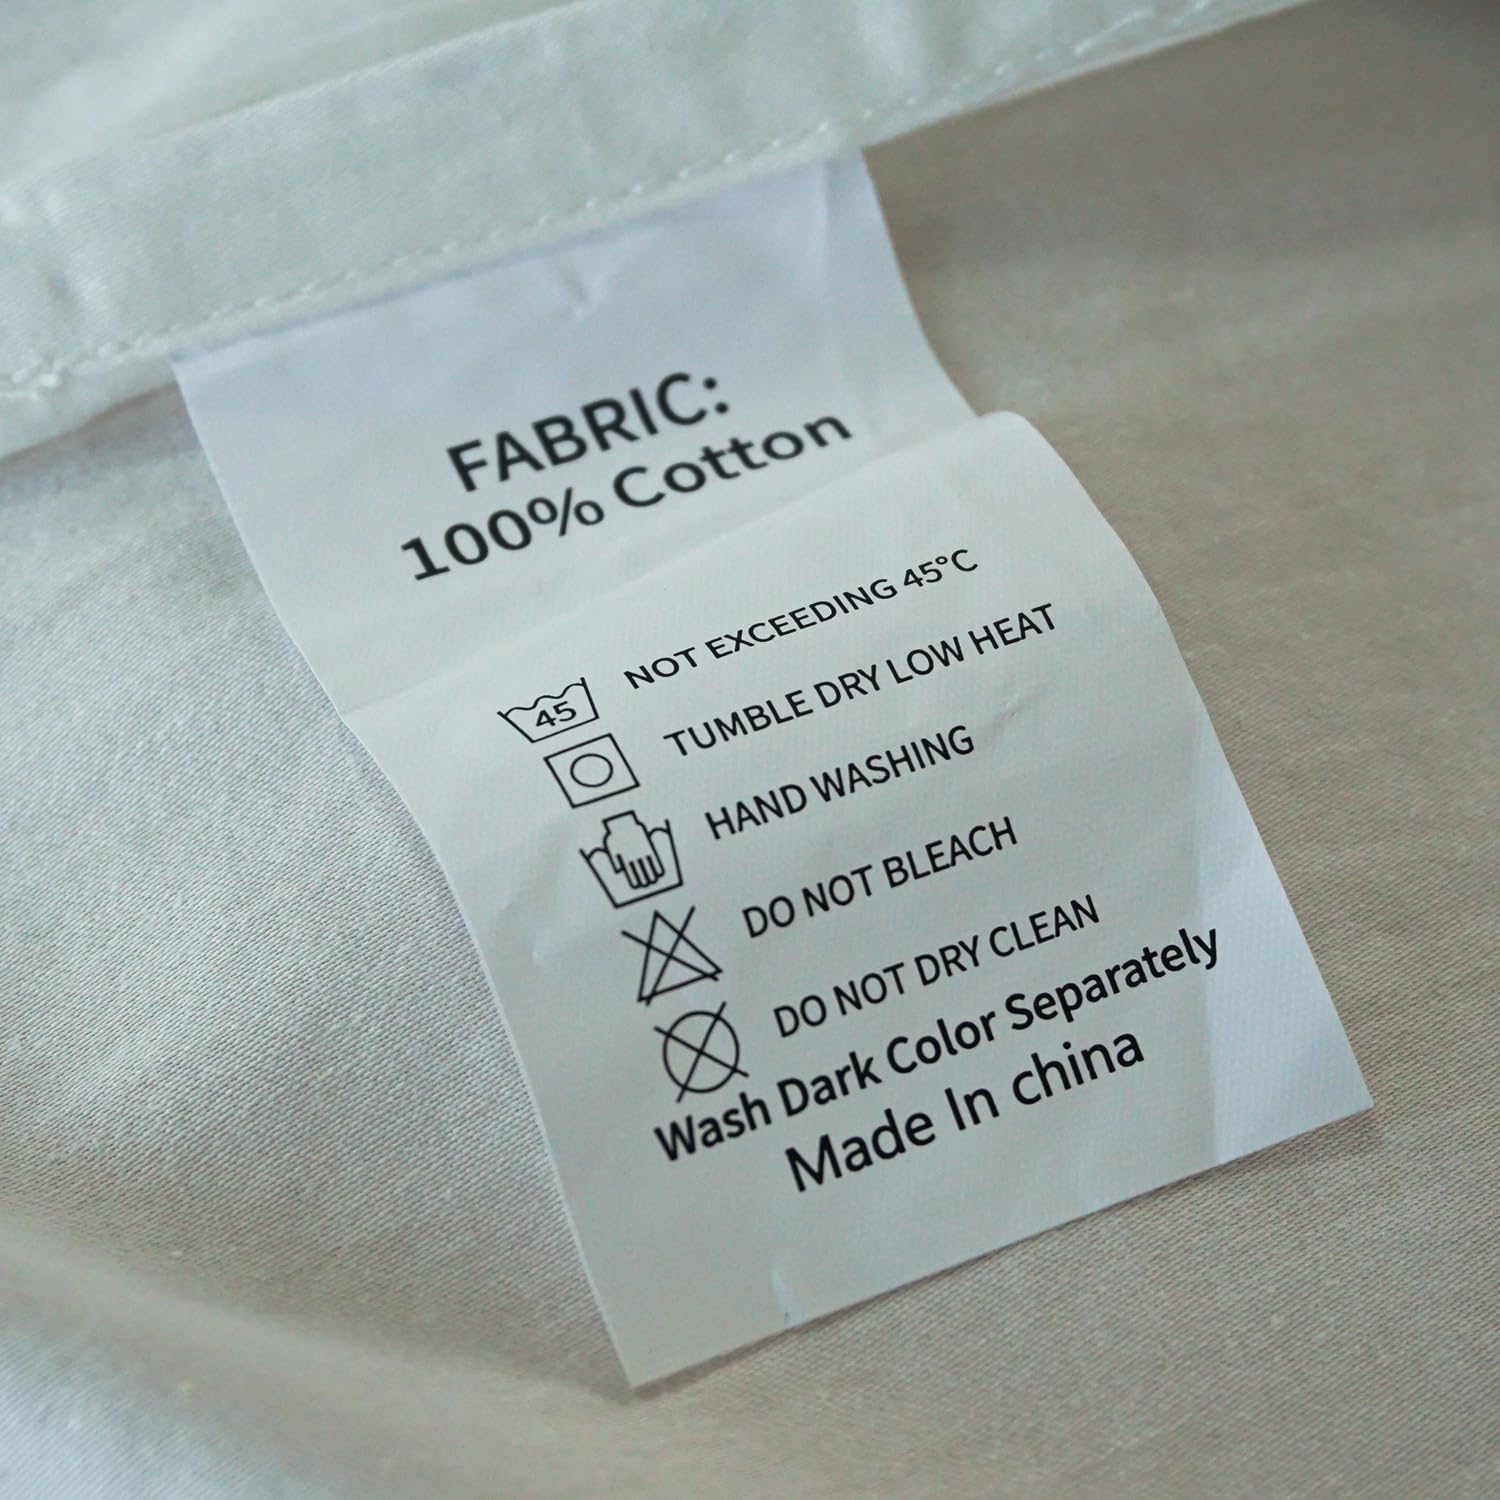 FABRIC:
100% Cotton
45 NOT EXCEEDING 45°C
TUMBLE DRY LOW HEAT
HAND WASHING
DO NOT BLEACH
DO NOT DRY CLEAN
Wash Dark Color Separately
Made In china